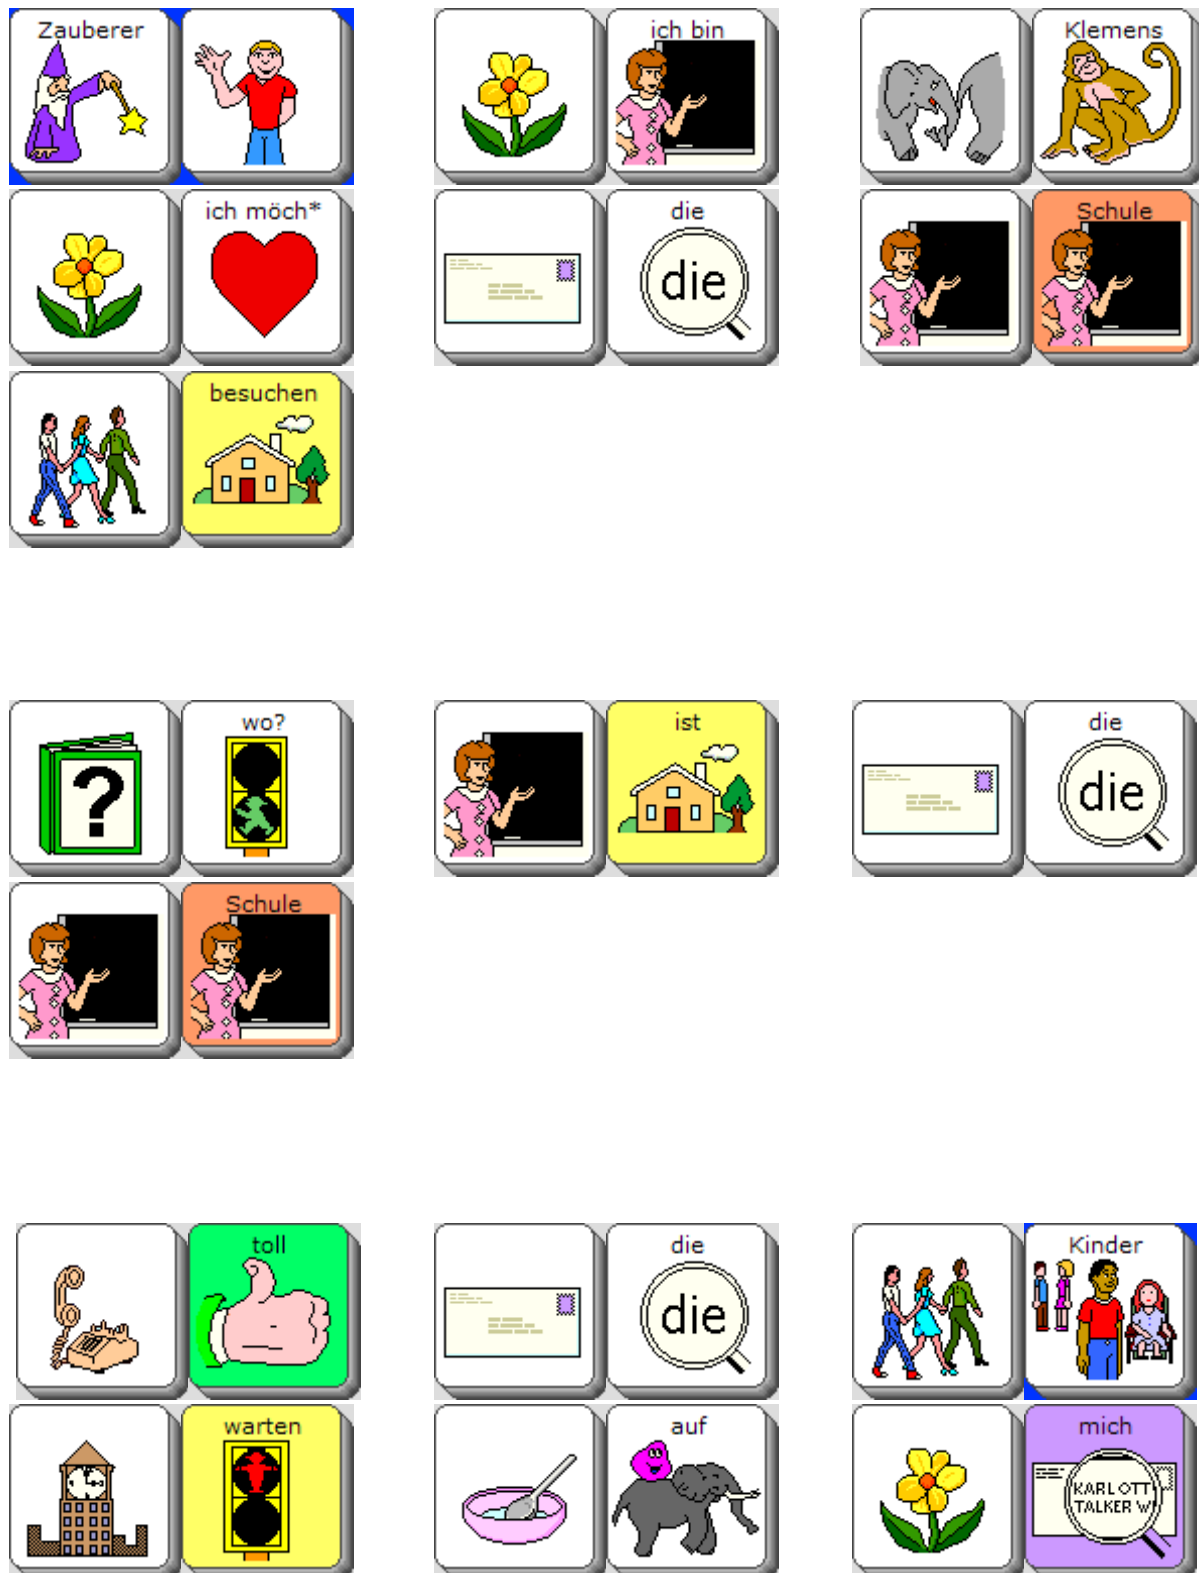 Zauberer ich bin Klemens
ich möch* die die Schule
besuchen
? wo? ist die die
Schule
toll die die Kinder
warten auf mich KARL OTT
TALKER W